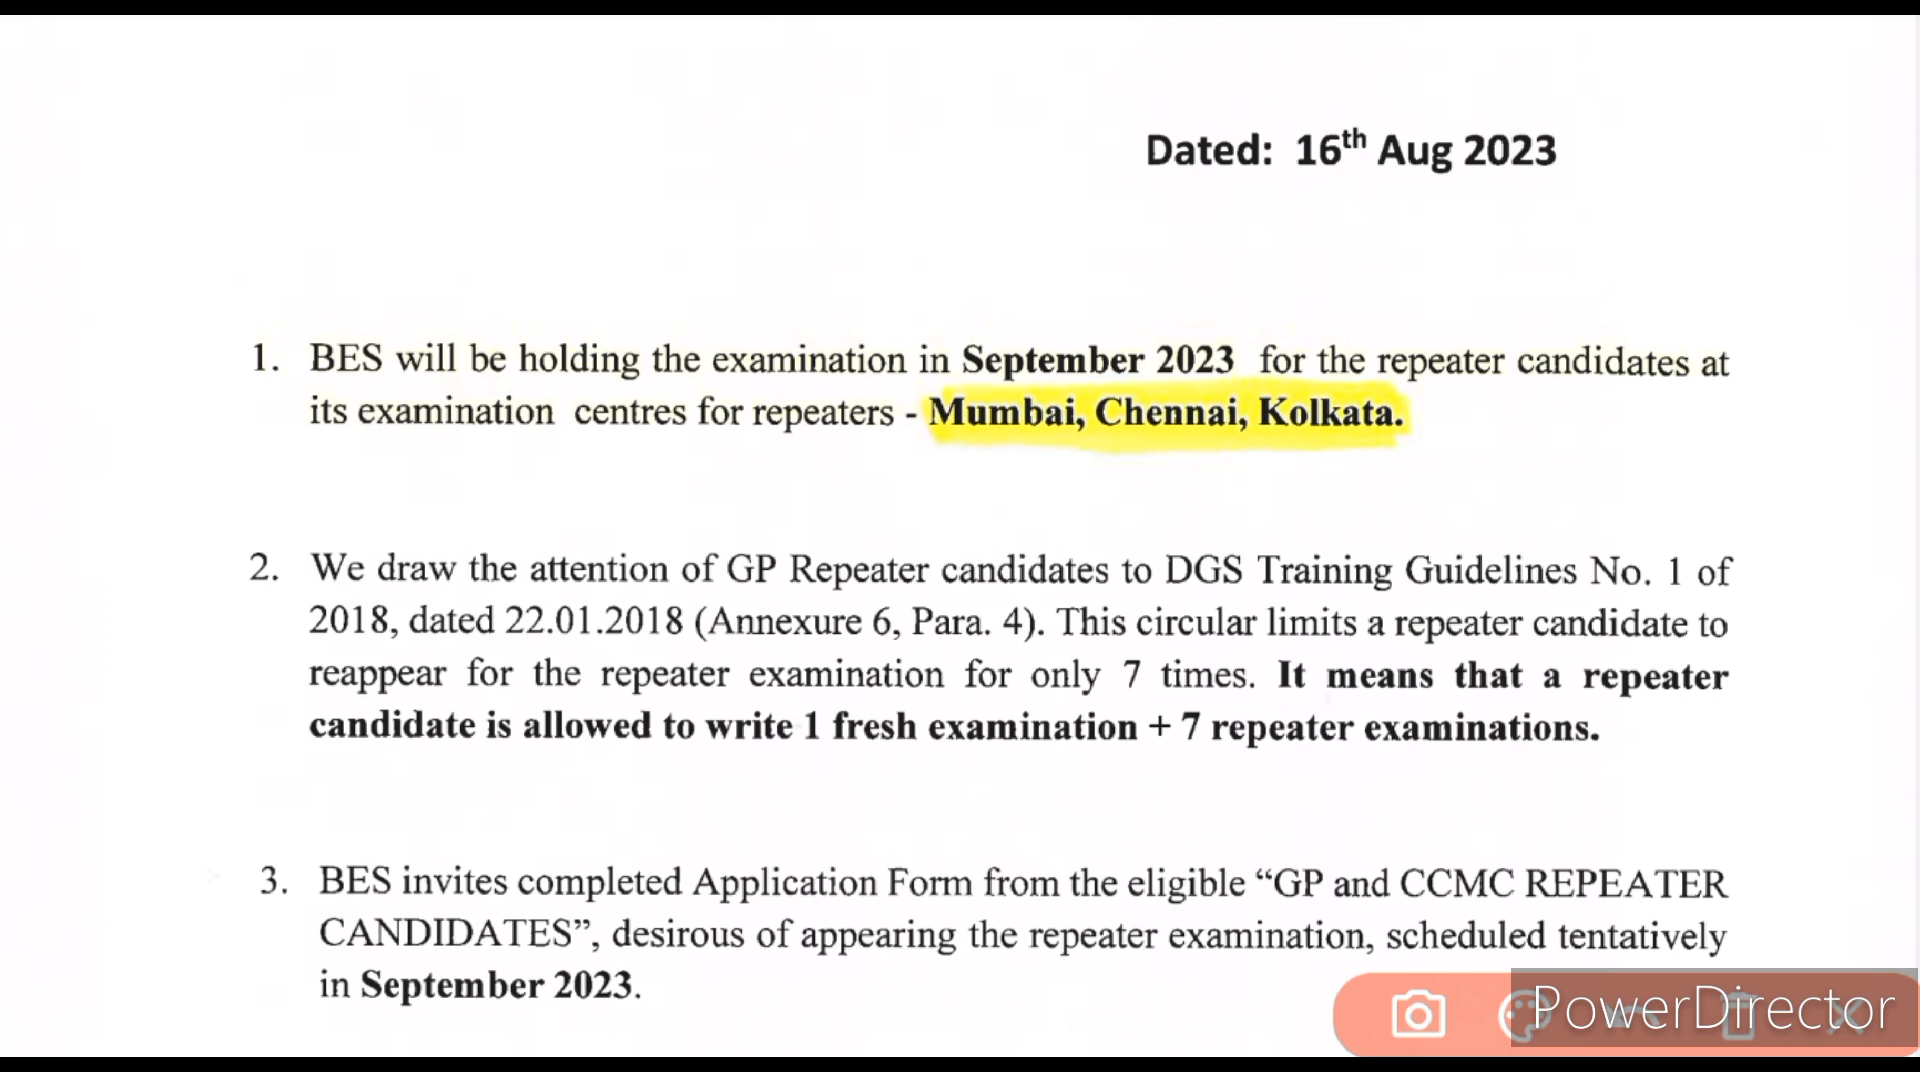 Dated: 16th Aug 2023
1. BES will be holding the examination in September 2023 for the repeater candidates at
its examination centres for repeaters - Mumbai, Chennai, Kolkata.
2. We draw the attention of GP Repeater candidates to DGS Training Guidelines No. 1 of
2018, dated 22.01.2018 (Annexure 6, Para. 4). This circular limits a repeater candidate to
reappear for the repeater examination for only 7 times. It means that a repeater
candidate is allowed to write 1 fresh examination + 7 repeater examinations.
3. BES invites completed Application Form from the eligible “GP and CCMC REPEATER
CANDIDATES”, desirous of appearing the repeater examination, scheduled tentatively
in September 2023.
PowerDirector